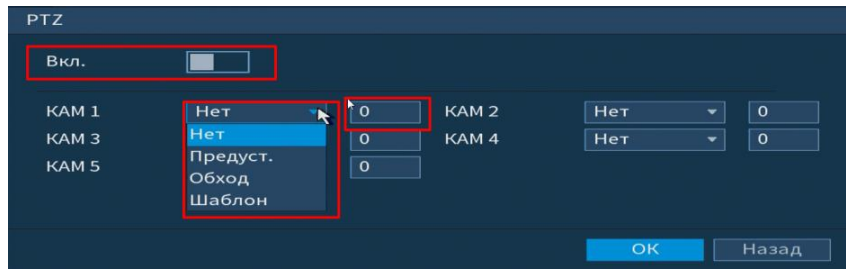 PTZ
Вкл.
КАМ 1 Нет 0 КАМ 2 Нет 0
КАМ 3 Нет 0 КАМ 4 Нет 0
Предуст.
КАМ 5 0
Обход
Шаблон
ОК Назад